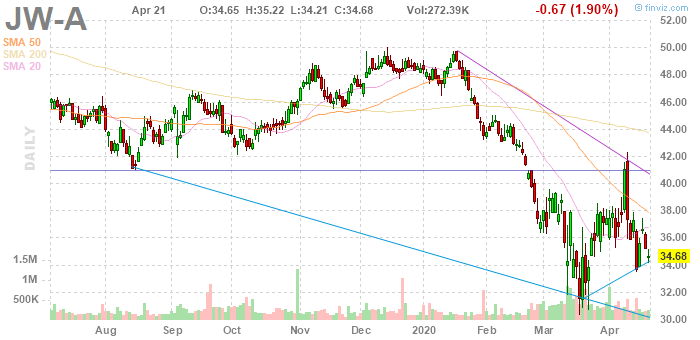 JW-A
Apr 21 O:34.65 H:35.22 L:34.21 C:34.68 Vol:272.39K -0.67 (1.90%)
© finviz.com
SMA 50
SMA 200
SMA 20
DAILY
52.00
50.00
48.00
46.00
44.00
42.00
40.00
38.00
36.00
34.68
34.00
32.00
30.00
1.5M
1M
500K
Aug Sep Oct Nov Dec 2020 Feb Mar Apr